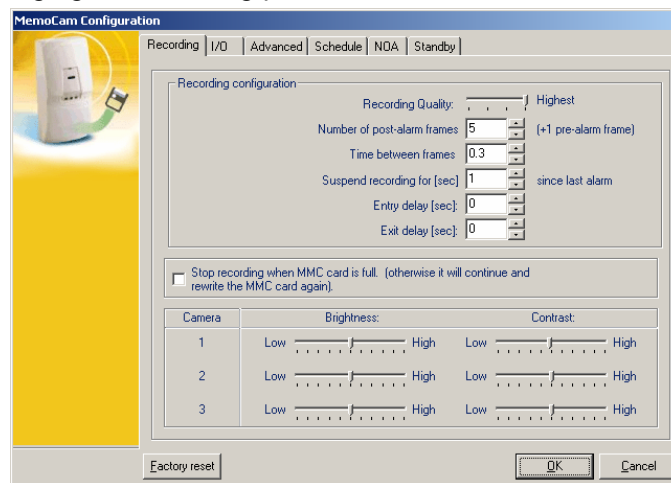 MemoCam Configuration
Recording I/O Advanced Schedule NOA Standby
Recording configuration
Recording Quality: Highest
Number of post-alarm frames 5 (+1 pre-alarm frame)
Time between frames 0.3
Suspend recording for [sec] 1 since last alarm
Entry delay [sec]: 0
Exit delay [sec]: 0
Stop recording when MMC card is full. (otherwise it will continue and
rewrite the MMC card again).
Camera Brightness: Contrast:
1 Low High Low High
2 Low High Low High
3 Low High Low High
Factory reset OK Cancel